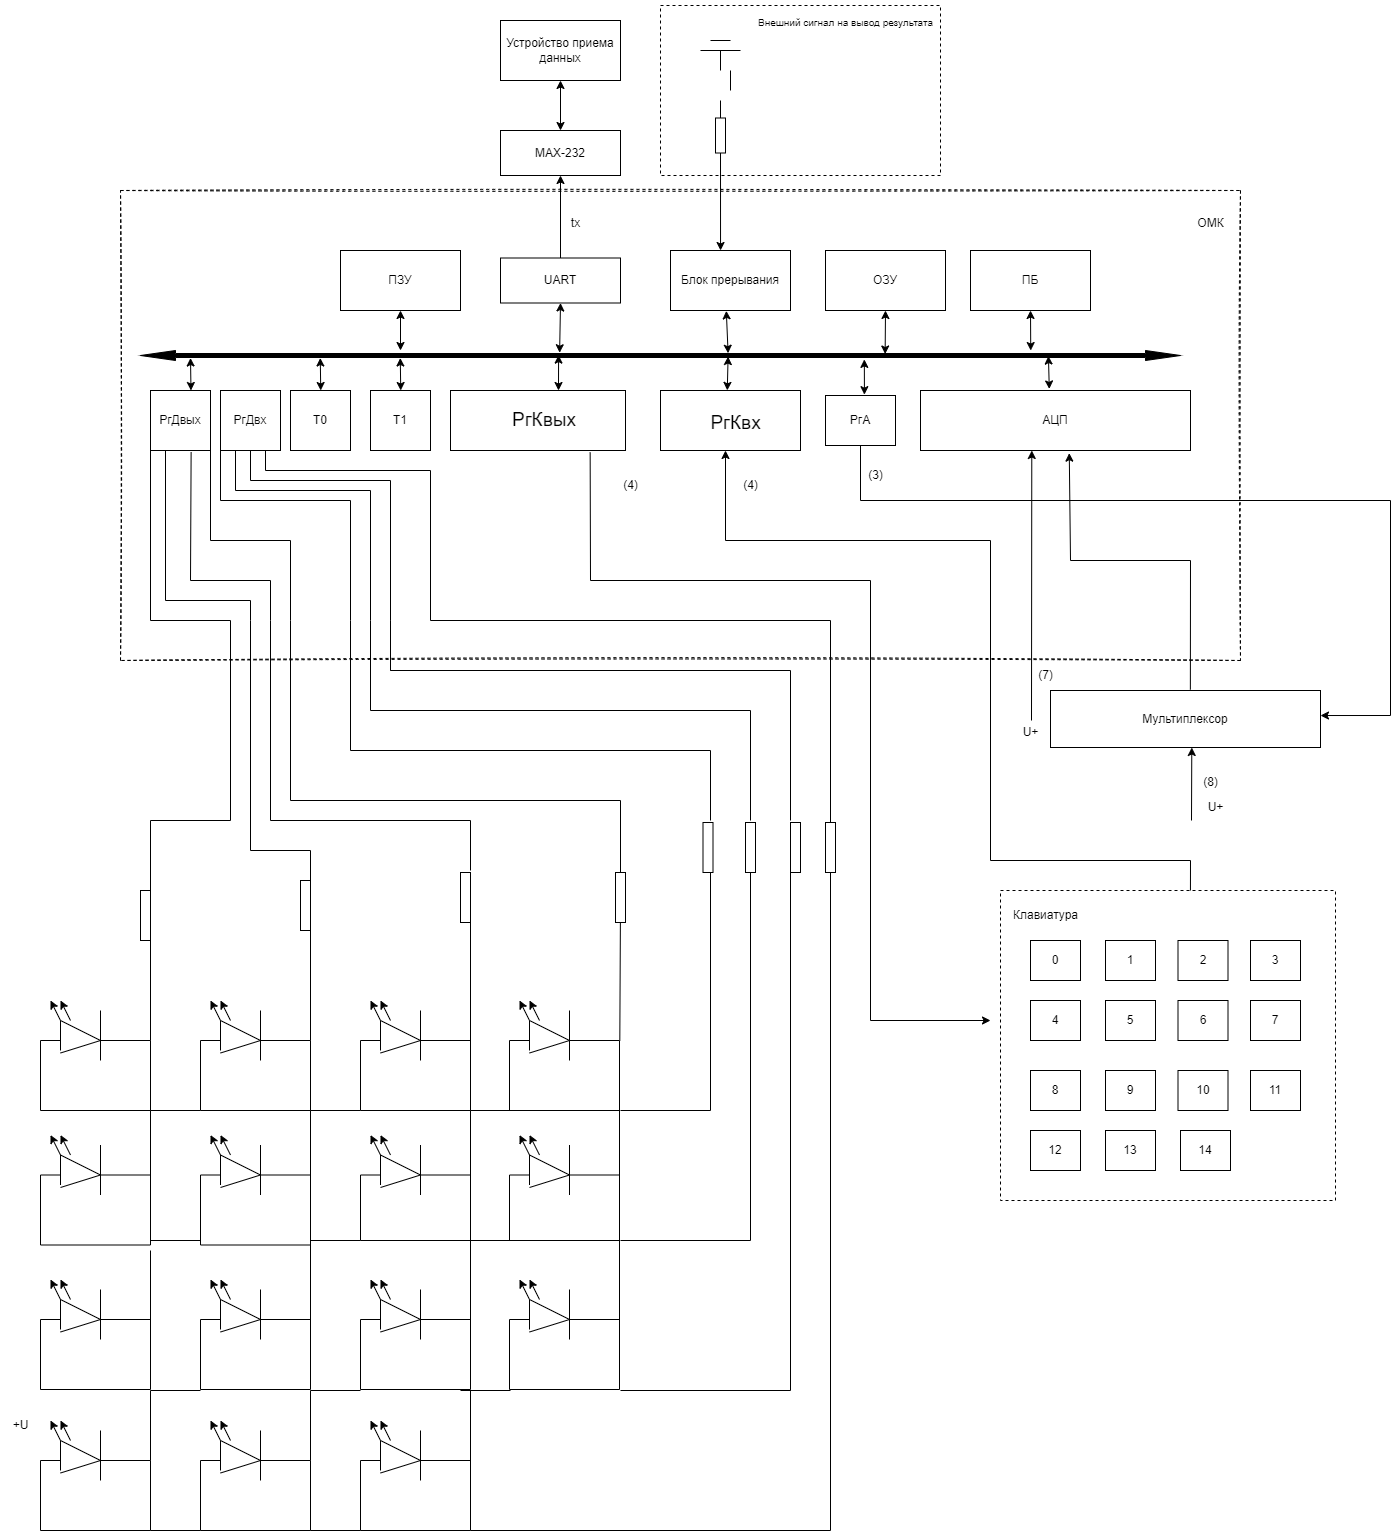 Внешний сигнал на вывод результата
Устройство приема
данных
MAX-232
tx
ОМК
ПЗУ
UART
Блок прерывания
ОЗУ
ПБ
РгДвых
РгДвх
Т0
Т1
РгКвых
РгКвх
РгА
АЦП
(4)
(4)
(3)
(7)
U+
Мультиплексор
(8)
U+
Клавиатура
0
1
2
3
4
5
6
7
8
9
10
11
12
13
14
+U